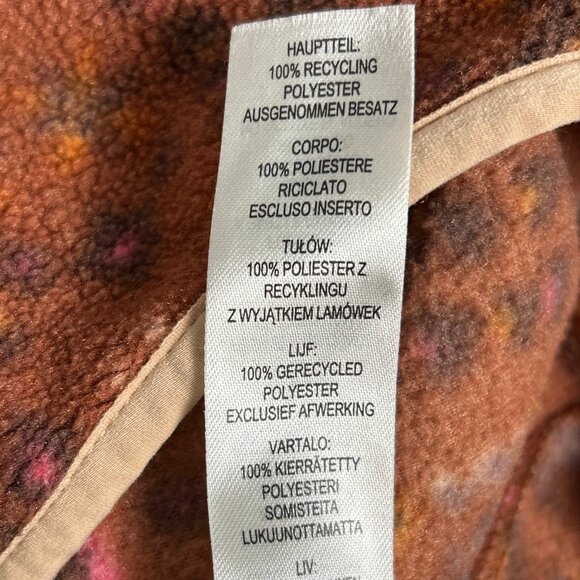 HAUPTTEIL:
100% RECYCLING
POLYESTER
AUSGENOMMEN BESATZ
CORPO:
100% POLIESTERE
RICICLATO
ESCLUSO INSERTO
TUŁÓW:
100% POLIESTER Z
RECYKLINGU
Z WYJĄTKIEM LAMÓWEK
LIJF:
100% GERECYCLED
POLYESTER
EXCLUSIEF AFWERKING
VARTALO:
100% KIERRÄTETTY
POLYESTERI
SOMISTEITA
LUKUUNOTTAMATTA
LIV: